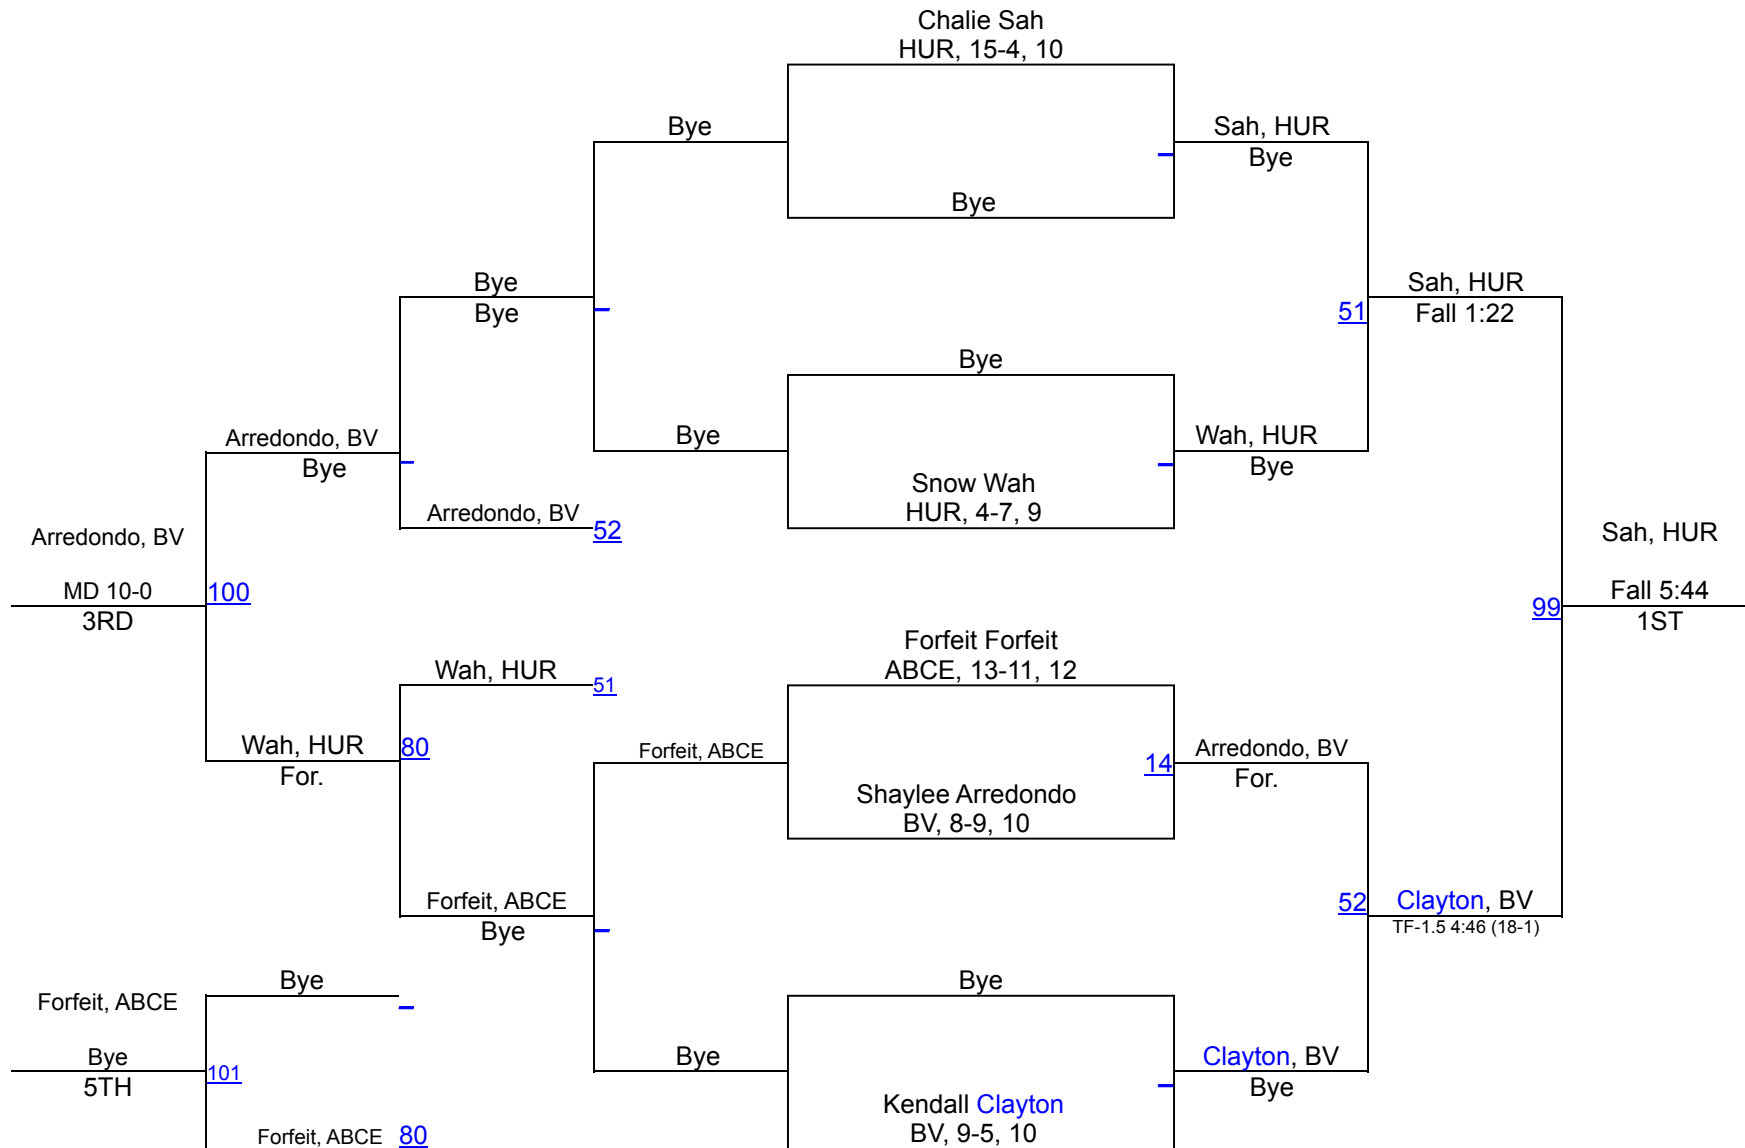 Chalie Sah
HUR, 15-4, 10
Bye
Sah, HUR
Bye
Bye
Bye
Bye
Sah, HUR
51
Fall 1:22
Bye
Arredondo, BV
Bye
Bye
Wah, HUR
Bye
Snow Wah
HUR, 4-7, 9
Arredondo, BV
52
Arredondo, BV
Sah, HUR
MD 10-0
100
3RD
Fall 5:44
99
1ST
Forfeit Forfeit
ABCE, 13-11, 12
Wah, HUR
51
Wah, HUR
80
For.
Forfeit, ABCE
14
Arredondo, BV
For.
Shaylee Arredondo
BV, 8-9, 10
Forfeit, ABCE
Bye
52
Clayton, BV
TF-1.5 4:46 (18-1)
Bye
Bye
Forfeit, ABCE
Bye
101
5TH
Bye
Clayton, BV
Bye
Kendall Clayton
BV, 9-5, 10
Forfeit, ABCE
80